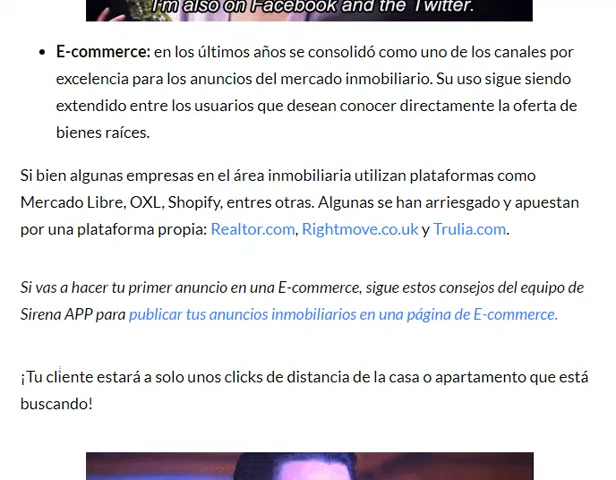 I'm also on Facebook and the Twitter.
• E-commerce: en los últimos años se consolidó como uno de los canales por
excelencia para los anuncios del mercado inmobiliario. Su uso sigue siendo
extendido entre los usuarios que desean conocer directamente la oferta de
bienes raíces.
Si bien algunas empresas en el área inmobiliaria utilizan plataformas como
Mercado Libre, OXL, Shopify, entres otras. Algunas se han arriesgado y apuestan
por una plataforma propia: Realtor.com, Rightmove.co.uk y Trulia.com.
Si vas a hacer tu primer anuncio en una E-commerce, sigue estos consejos del equipo de
Sirena APP para publicar tus anuncios inmobiliarios en una página de E-commerce.
¡Tu cliente estará a solo unos clicks de distancia de la casa o apartamento que está
buscando!